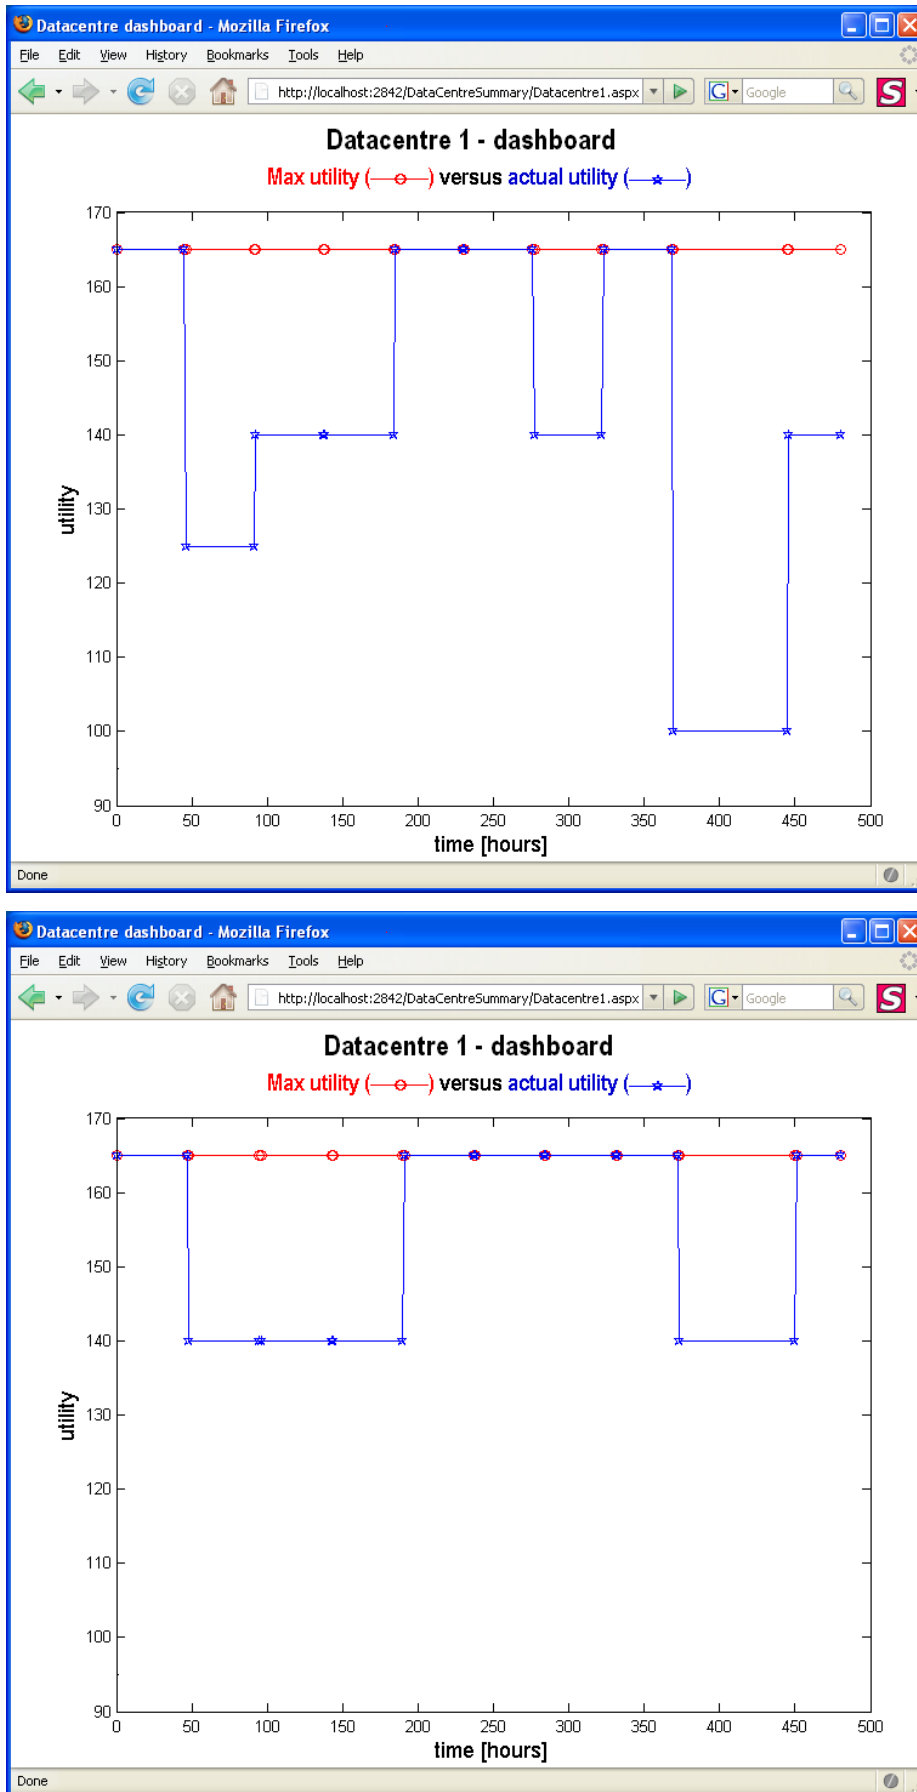 Datacentre dashboard - Mozilla Firefox
File Edit View History Bookmarks Tools Help
http://localhost:2842/DataCentreSummary/Datacentre1.aspx G Google S
Datacentre 1 - dashboard
Max utility ( ) versus actual utility ( )
170
160
150
140
130
120
110
100
90
utility
0 50 100 150 200 250 300 350 400 450 500
time [hours]
Done
Datacentre dashboard - Mozilla Firefox
File Edit View History Bookmarks Tools Help
http://localhost:2842/DataCentreSummary/Datacentre1.aspx G Google S
Datacentre 1 - dashboard
Max utility ( ) versus actual utility ( )
170
160
150
140
130
120
110
100
90
utility
0 50 100 150 200 250 300 350 400 450 500
time [hours]
Done